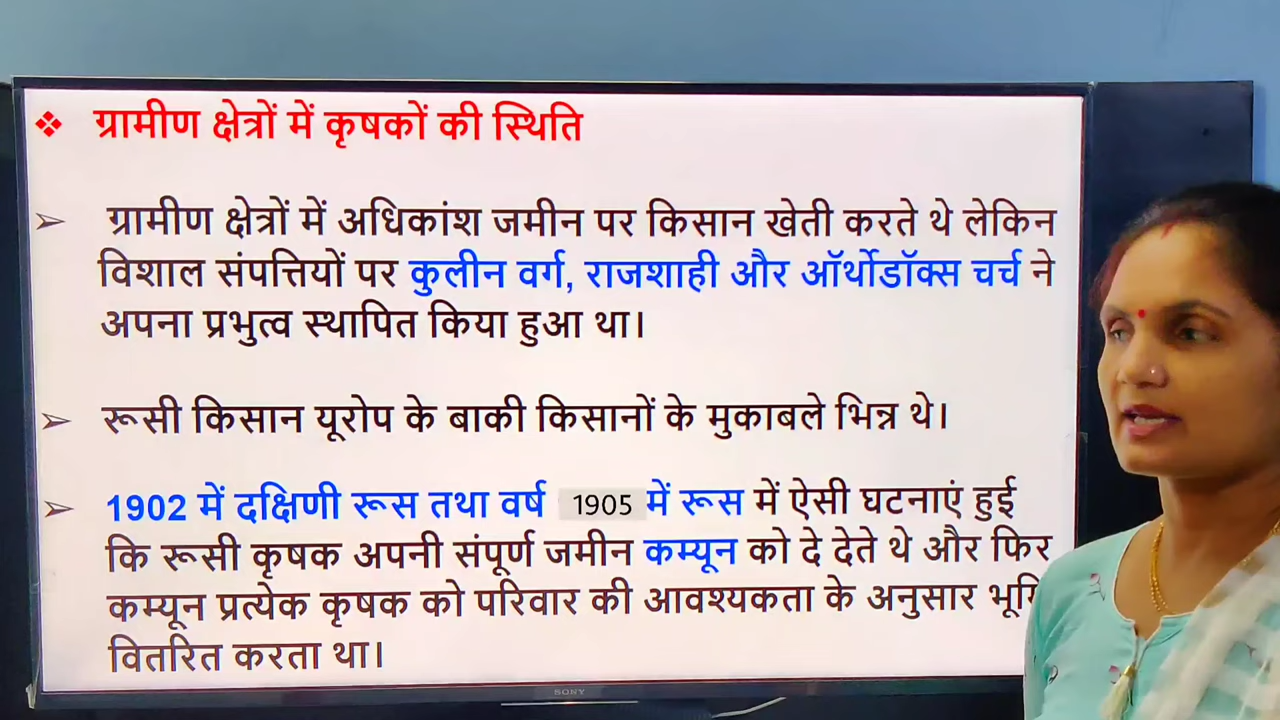 ❖ ग्रामीण क्षेत्रों में कृषकों की स्थिति
➢ ग्रामीण क्षेत्रों में अधिकांश जमीन पर किसान खेती करते थे लेकिन
विशाल संपत्तियों पर कुलीन वर्ग, राजशाही और ऑर्थोडॉक्स चर्च ने
अपना प्रभुत्व स्थापित किया हुआ था।
➢ रूसी किसान यूरोप के बाकी किसानों के मुकाबले भिन्न थे।
➢ 1902 में दक्षिणी रूस तथा वर्ष 1905 में रूस में ऐसी घटनाएं हुई
कि रूसी कृषक अपनी संपूर्ण जमीन कम्यून को दे देते थे और फिर
कम्यून प्रत्येक कृषक को परिवार की आवश्यकता के अनुसार
वितरित करता था।
SONY